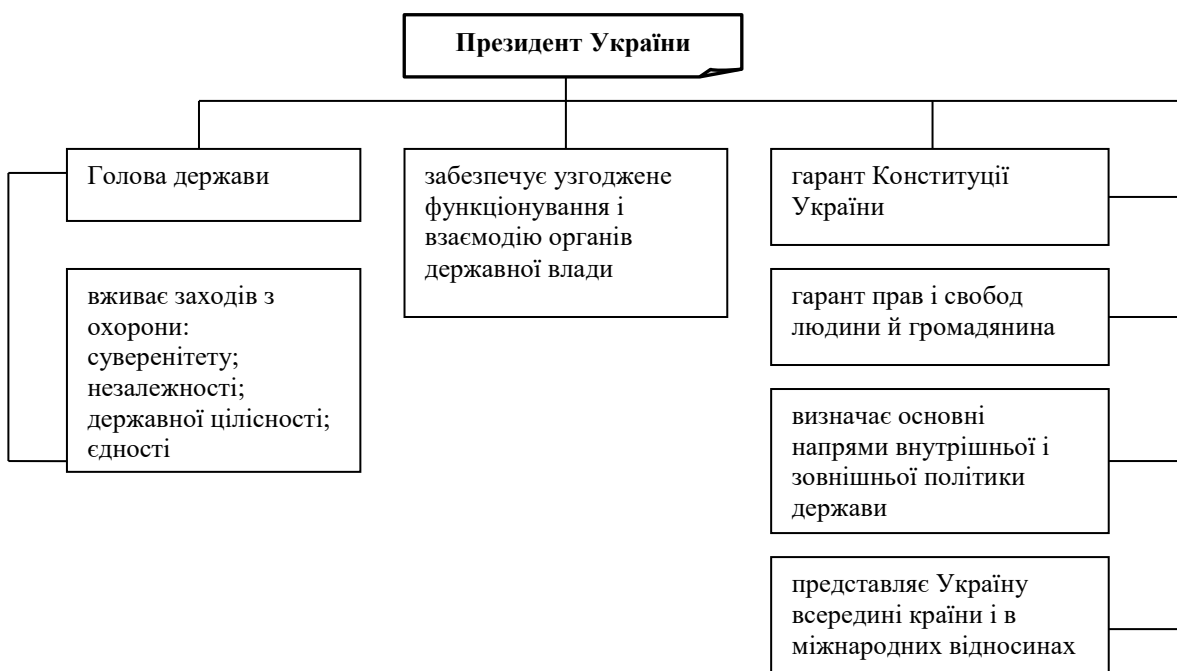 Президент України
Голова держави
вживає заходів з
охорони:
суверенітету;
незалежності;
державної цілісності;
єдності
забезпечує узгоджене
функціонування і
взаємодію органів
державної влади
гарант Конституції
України
гарант прав і свобод
людини й громадянина
визначає основні
напрями внутрішньої і
зовнішньої політики
держави
представляє Україну
всередині країни і в
міжнародних відносинах